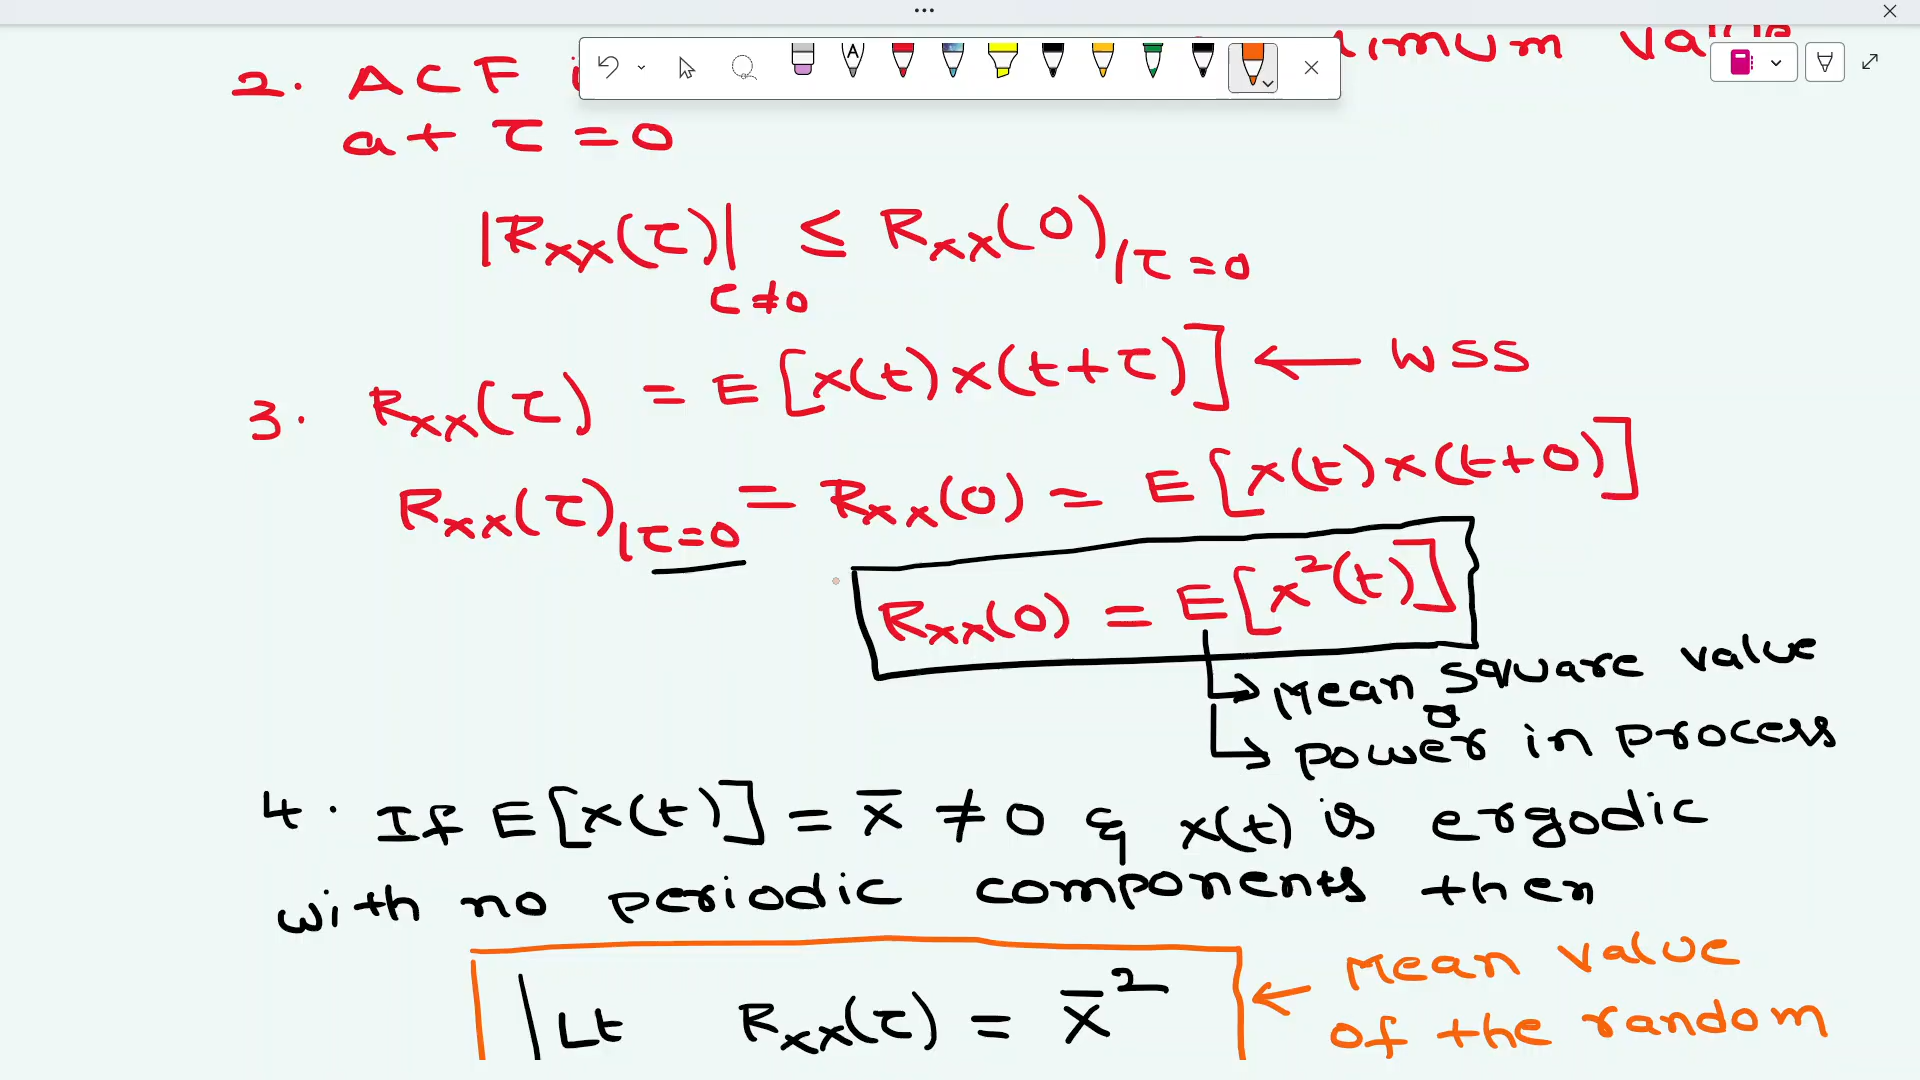 2. ACF
at τ = 0
|Rxx(τ)| ≤ Rxx(0)|τ = 0
τ ≠ 0
3. Rxx(τ) = E[x(t) x(t+τ)] ← WSS
Rxx(τ)|τ=0 = Rxx(0) = E[x(t) x(t+0)]
Rxx(0) = E[x²(t)]
→ Mean square value
→ power in process
4. If E[x(t)] = x̄ ≠ 0 & x(t) is ergodic
with no periodic components then
Lt Rxx(τ) = X̄² ← Mean value
of the random